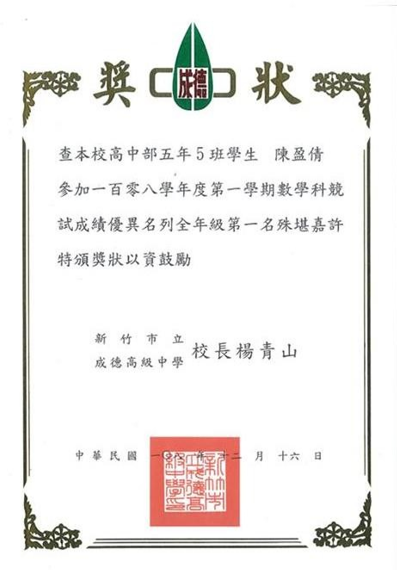 獎 成德 狀
查本校高中部五年5班學生 陳盈倩
參加一百零八學年度第一學期數學科競
試成績優異名列全年級第一名殊堪嘉許
特頒獎狀以資鼓勵
新竹市立
成德高級中學 校長楊青山
中華民國 一〇八 年 十二 月 十六 日
新竹市
立成德高
級中學印